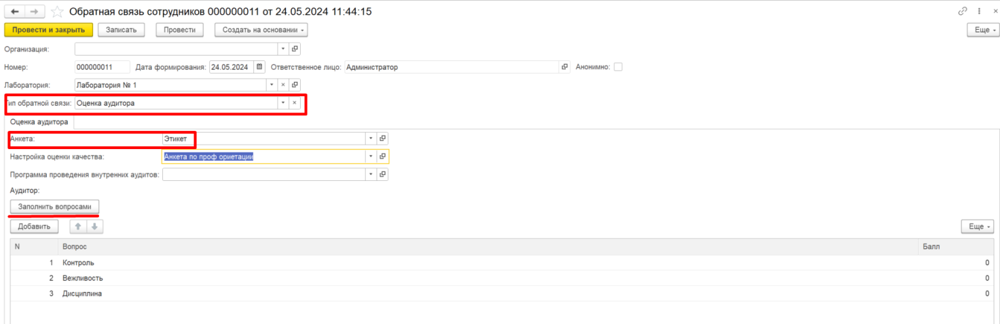 Обратная связь сотрудников 000000011 от 24.05.2024 11:44:15
Провести и закрыть Записать Провести Создать на основании Еще
Организация:
Номер: 000000011 Дата формирования: 24.05.2024 Ответственное лицо: Администратор Анонимно:
Лаборатория: Лаборатория № 1
Тип обратной связи: Оценка аудитора
Оценка аудитора
Анкета: Этикет
Настройка оценки качества: Анкета по проф ориетации
Программа проведения внутренних аудитов:
Аудитор:
Заполнить вопросами
Добавить Еще
N Вопрос Балл
1 Контроль 0
2 Вежливость 0
3 Дисциплина 0